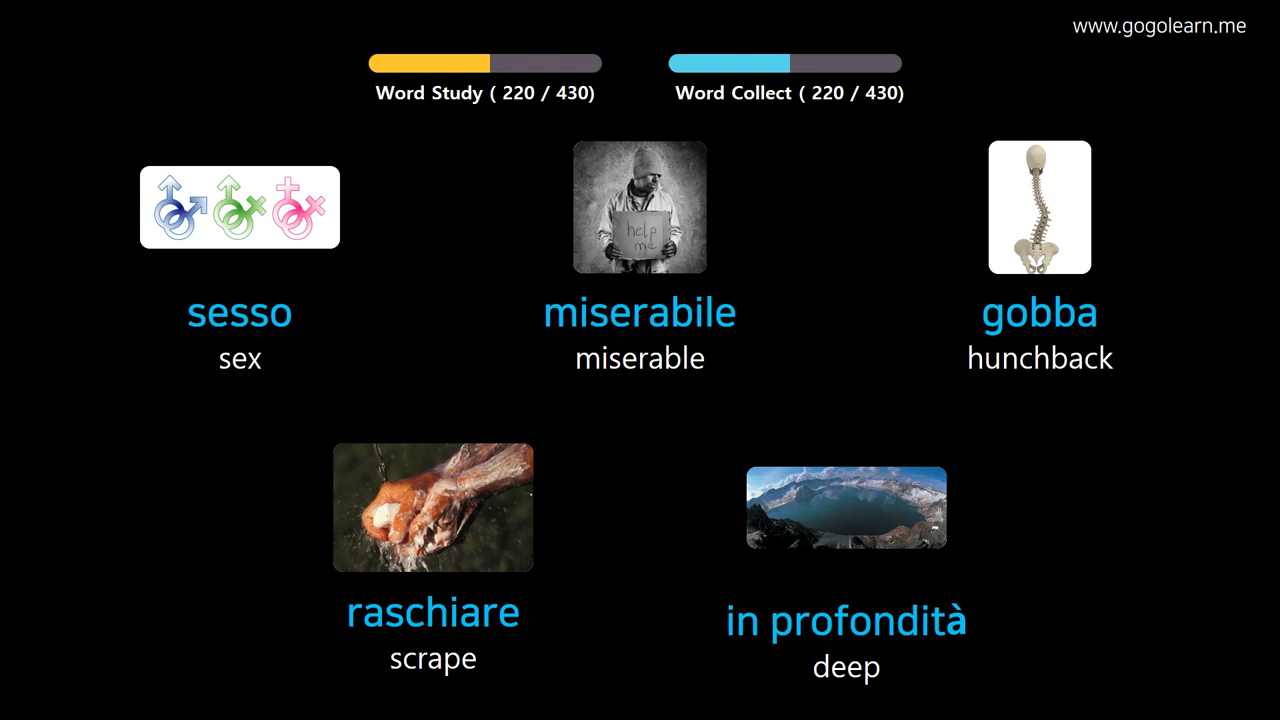 www.gogolearn.me
Word Study ( 220 / 430)
Word Collect ( 220 / 430)
help
me
sesso
sex
miserabile
miserable
gobba
hunchback
raschiare
scrape
in profondità
deep